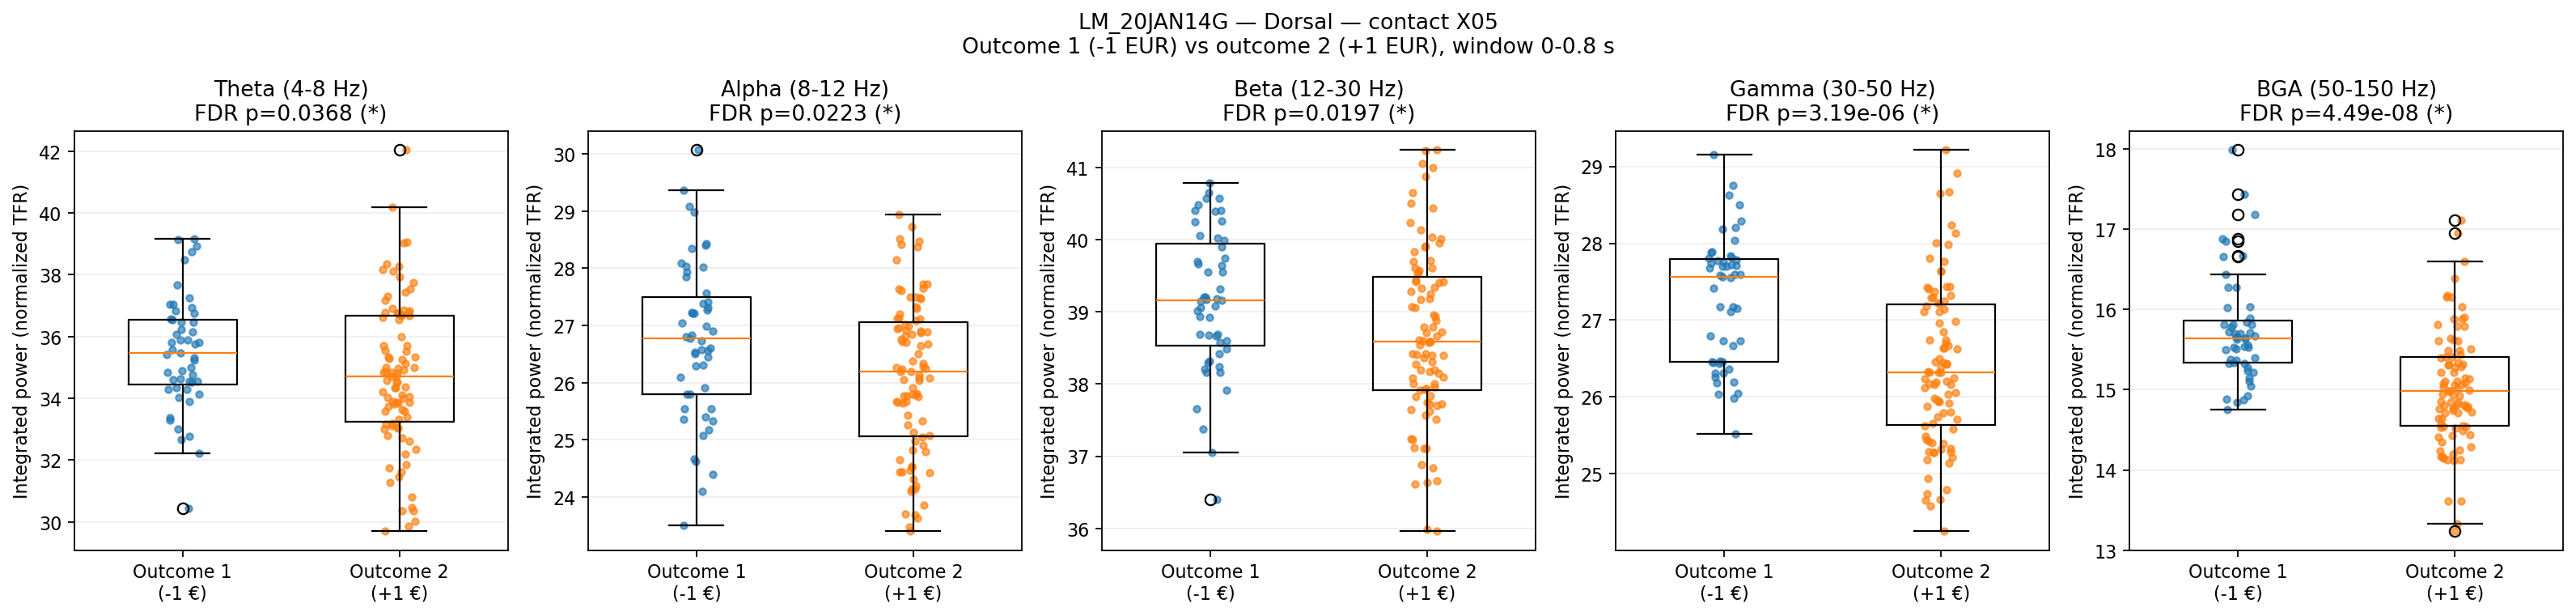 LM_20JAN14G — Dorsal — contact X05
Outcome 1 (-1 EUR) vs outcome 2 (+1 EUR), window 0-0.8 s
Theta (4-8 Hz)
FDR p=0.0368 (*)
Integrated power (normalized TFR)
42
40
38
36
34
32
30
Outcome 1
(-1 €)
Outcome 2
(+1 €)
Alpha (8-12 Hz)
FDR p=0.0223 (*)
Integrated power (normalized TFR)
30
29
28
27
26
25
24
Outcome 1
(-1 €)
Outcome 2
(+1 €)
Beta (12-30 Hz)
FDR p=0.0197 (*)
Integrated power (normalized TFR)
41
40
39
38
37
36
Outcome 1
(-1 €)
Outcome 2
(+1 €)
Gamma (30-50 Hz)
FDR p=3.19e-06 (*)
Integrated power (normalized TFR)
29
28
27
26
25
Outcome 1
(-1 €)
Outcome 2
(+1 €)
BGA (50-150 Hz)
FDR p=4.49e-08 (*)
Integrated power (normalized TFR)
18
17
16
15
14
13
Outcome 1
(-1 €)
Outcome 2
(+1 €)